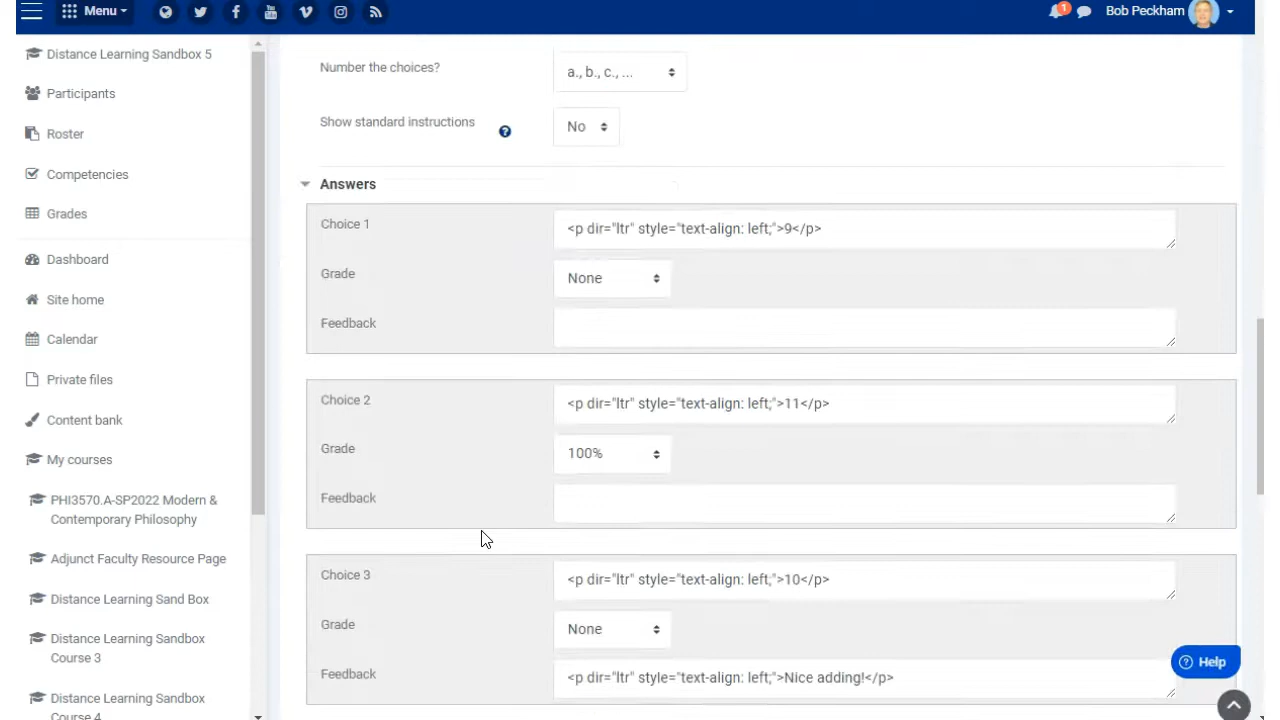 Menu
1
Bob Peckham
Distance Learning Sandbox 5
Participants
Roster
Competencies
Grades
Dashboard
Site home
Calendar
Private files
Content bank
My courses
PHI3570.A-SP2022 Modern &
Contemporary Philosophy
Adjunct Faculty Resource Page
Distance Learning Sand Box
Distance Learning Sandbox
Course 3
Distance Learning Sandbox
Course 4
Number the choices?
a., b., c., ...
Show standard instructions
No
Answers
Choice 1
<p dir="ltr" style="text-align: left;">9</p>
Grade
None
Feedback
Choice 2
<p dir="ltr" style="text-align: left;">11</p>
Grade
100%
Feedback
Choice 3
<p dir="ltr" style="text-align: left;">10</p>
Grade
None
Feedback
<p dir="ltr" style="text-align: left;">Nice adding!</p>
Help